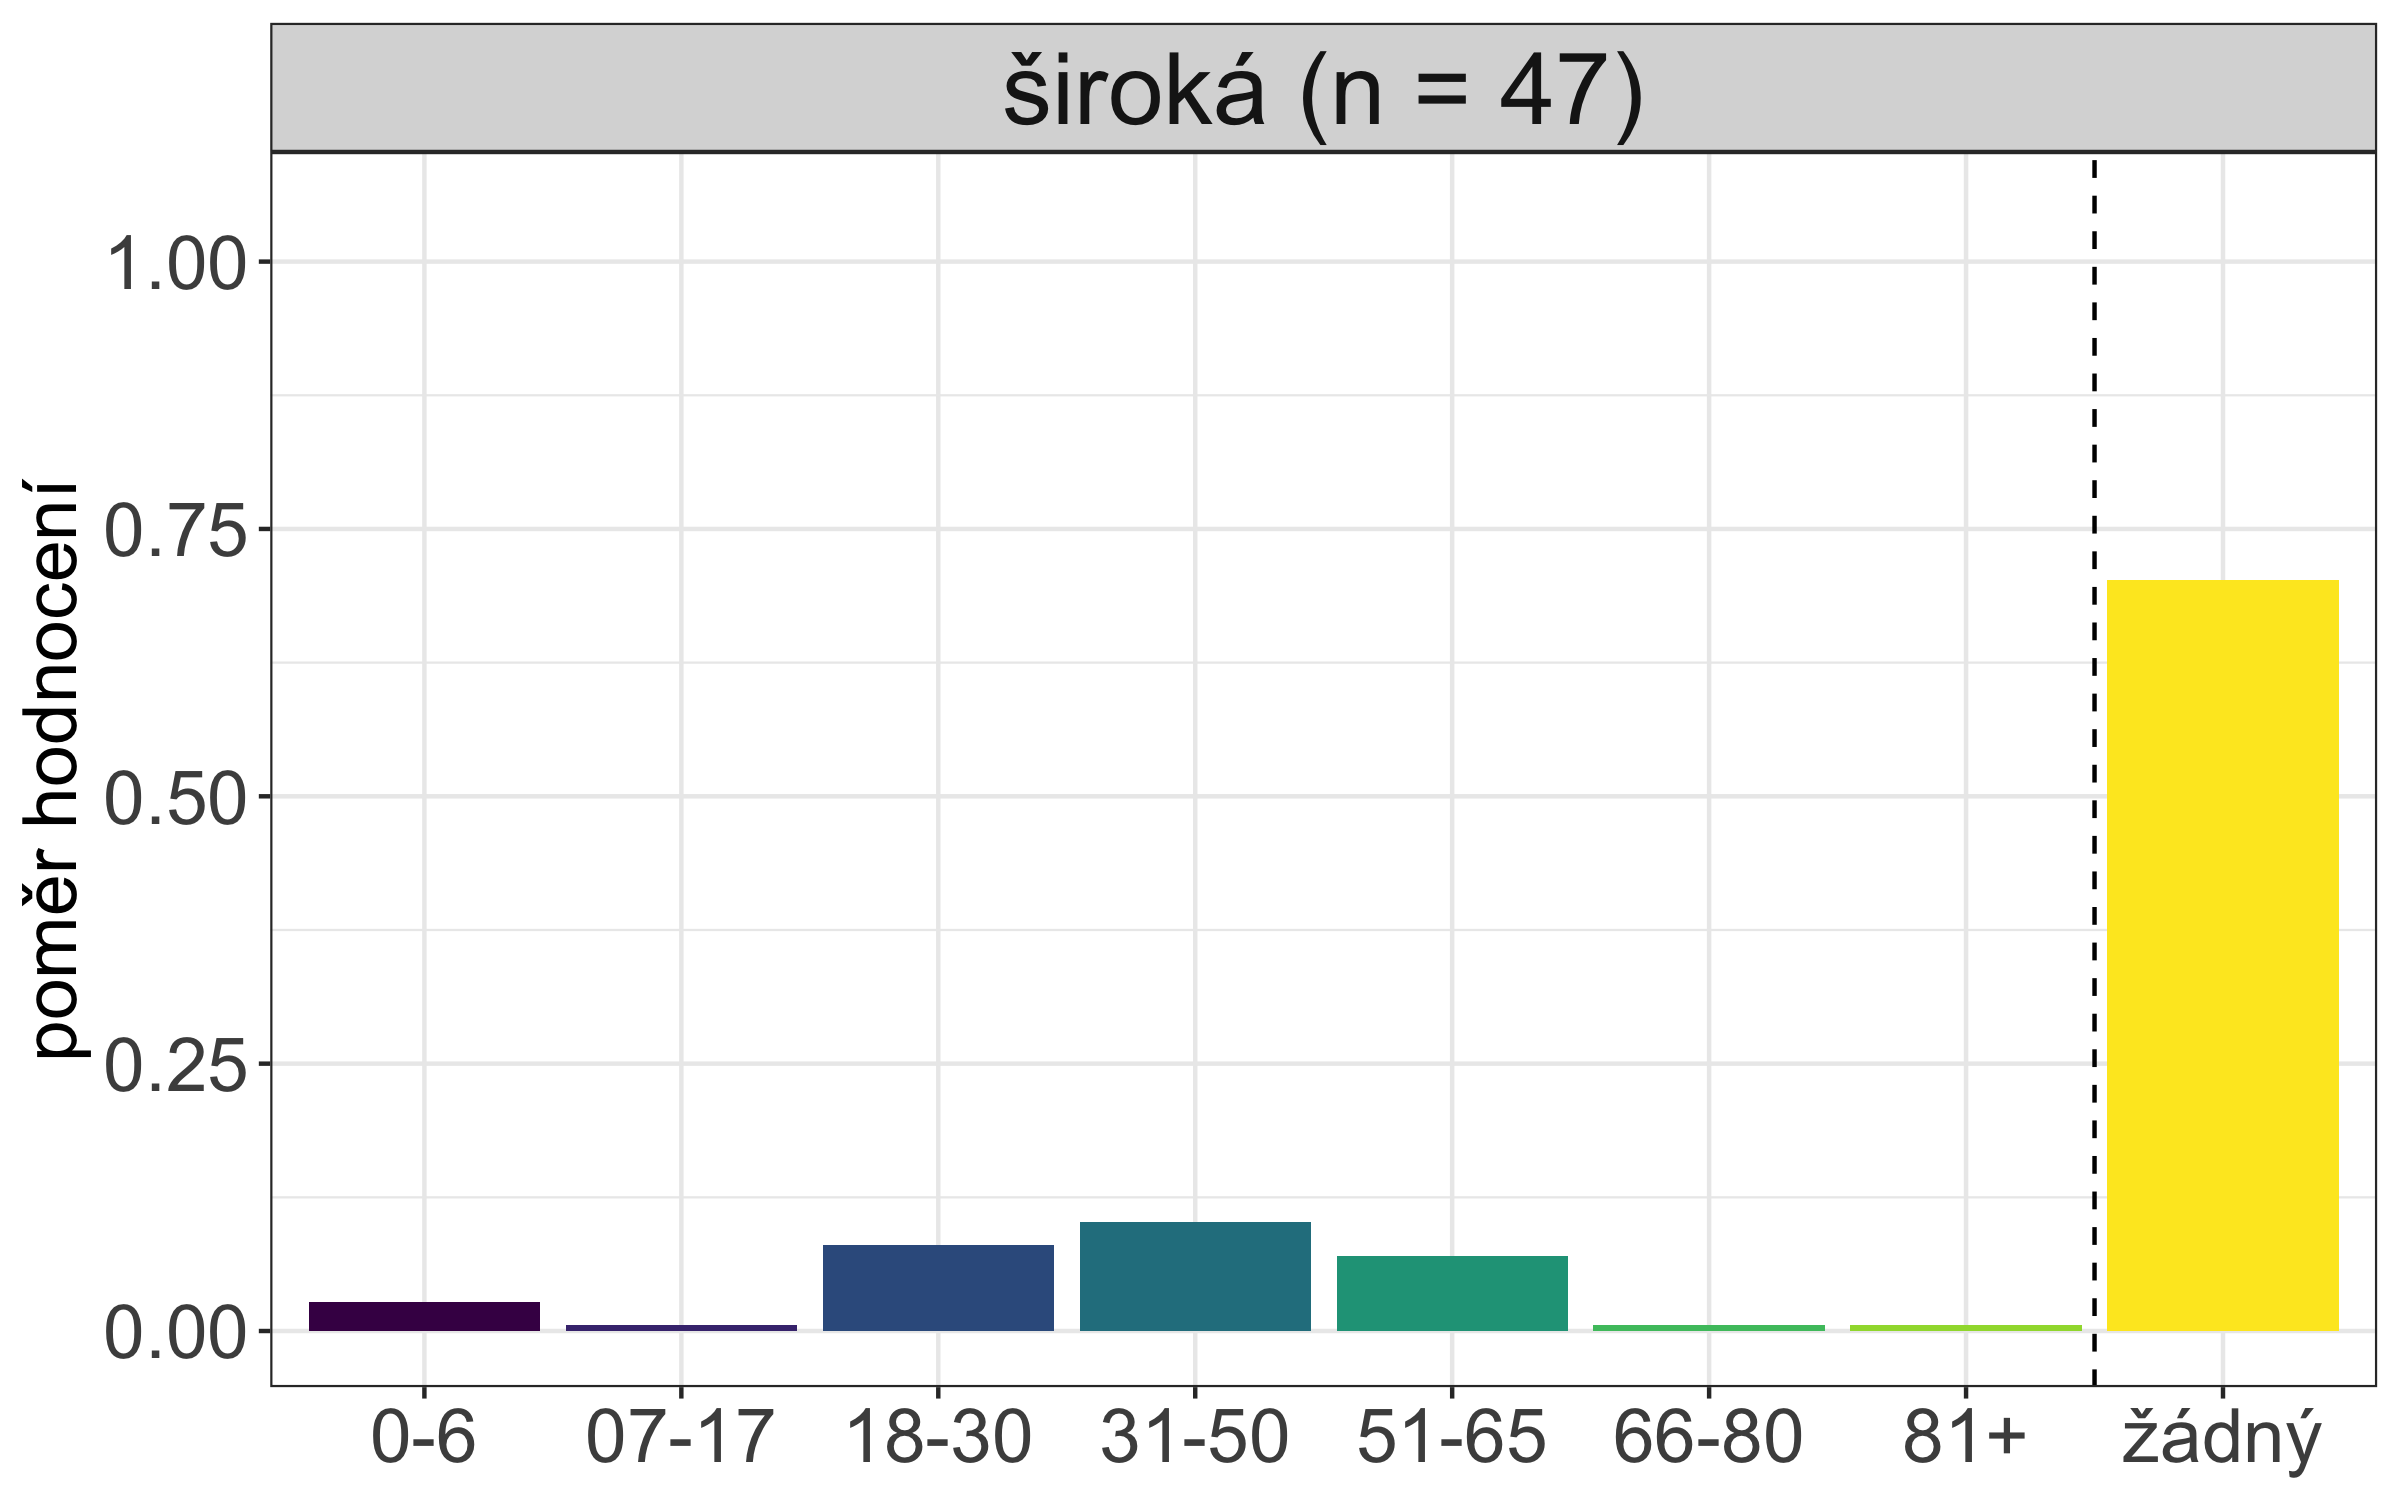 široká (n = 47)
poměr hodnocení
1.00
0.75
0.50
0.25
0.00
0-6 07-17 18-30 31-50 51-65 66-80 81+ žádný